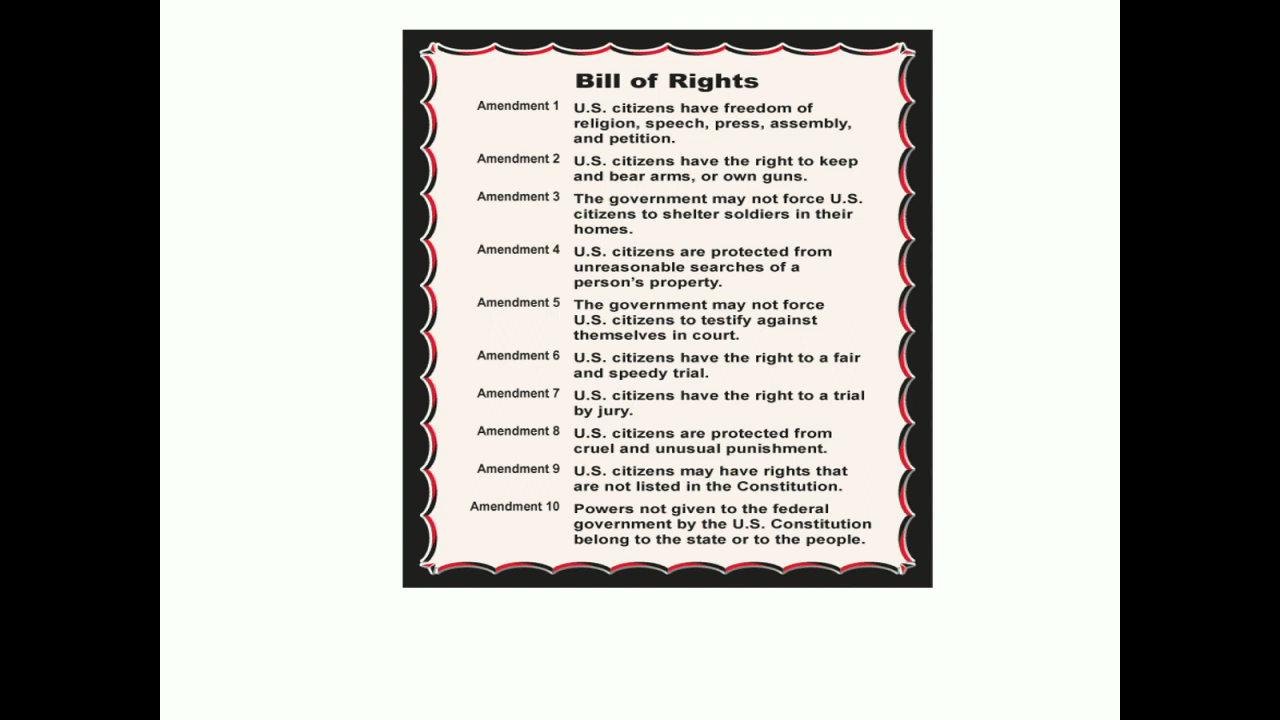 Bill of Rights
Amendment 1 U.S. citizens have freedom of
religion, speech, press, assembly,
and petition.
Amendment 2 U.S. citizens have the right to keep
and bear arms, or own guns.
Amendment 3 The government may not force U.S.
citizens to shelter soldiers in their
homes.
Amendment 4 U.S. citizens are protected from
unreasonable searches of a
person's property.
Amendment 5 The government may not force
U.S. citizens to testify against
themselves in court.
Amendment 6 U.S. citizens have the right to a fair
and speedy trial.
Amendment 7 U.S. citizens have the right to a trial
by jury.
Amendment 8 U.S. citizens are protected from
cruel and unusual punishment.
Amendment 9 U.S. citizens may have rights that
are not listed in the Constitution.
Amendment 10 Powers not given to the federal
government by the U.S. Constitution
belong to the state or to the people.